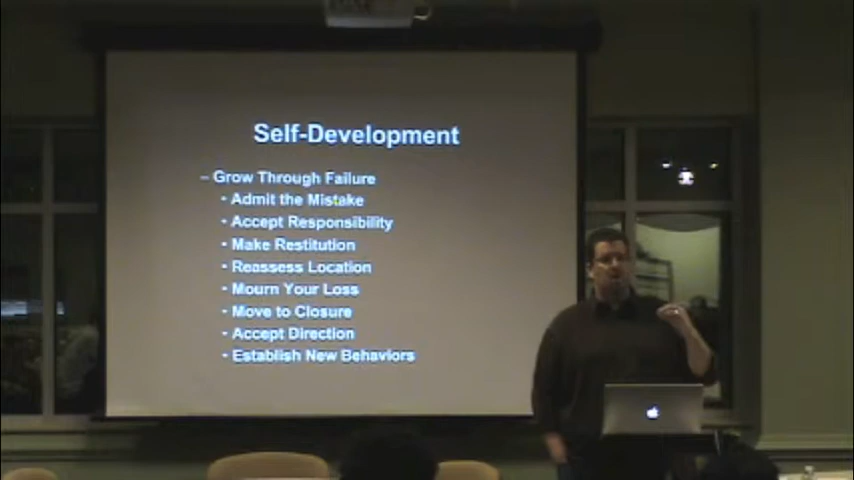 Self-Development
– Grow Through Failure
• Admit the Mistake
• Accept Responsibility
• Make Restitution
• Reassess Location
• Mourn Your Loss
• Move to Closure
• Accept Direction
• Establish New Behaviors